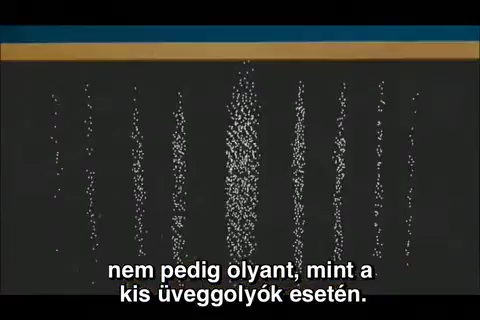 nem pedig olyant, mint a
kis üveggolyók esetén.